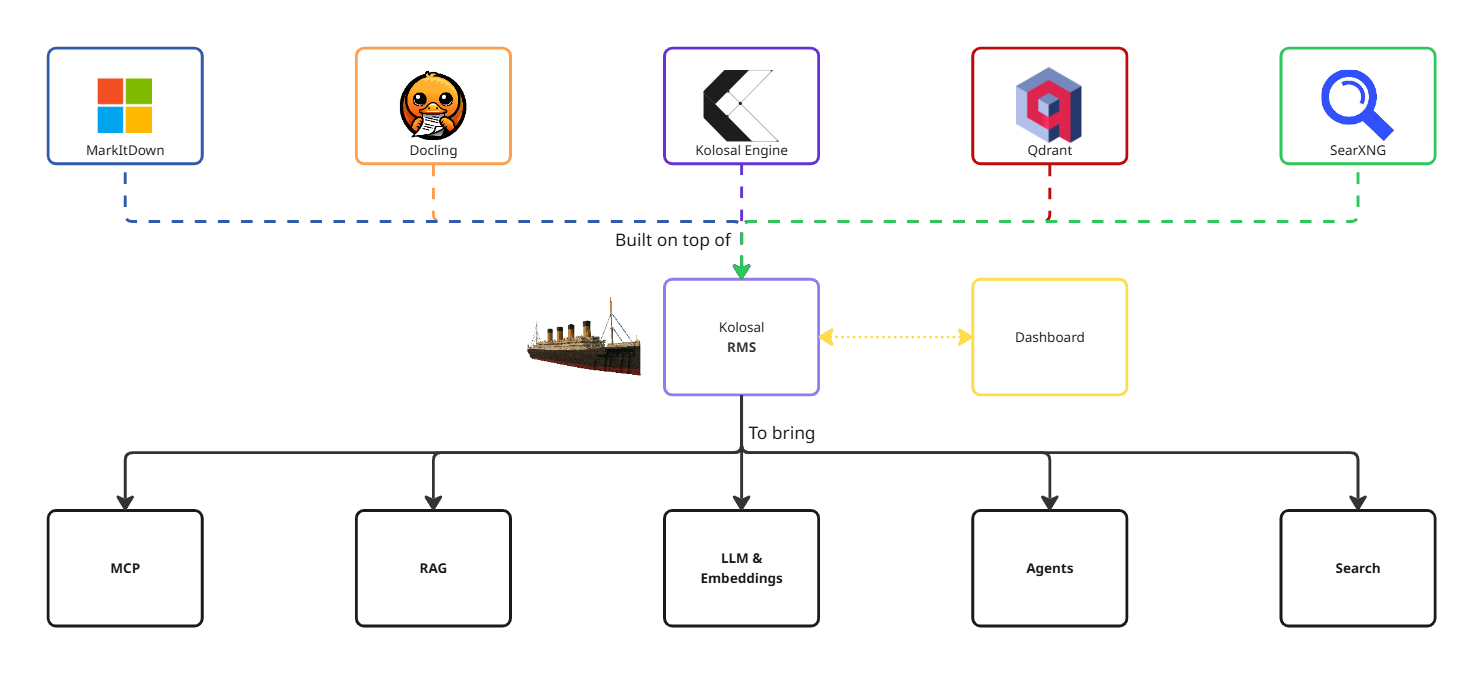 MarkItDown
Docling
Kolosal Engine
Qdrant
SearXNG
Built on top of
Kolosal
RMS
Dashboard
To bring
MCP
RAG
LLM &
Embeddings
Agents
Search